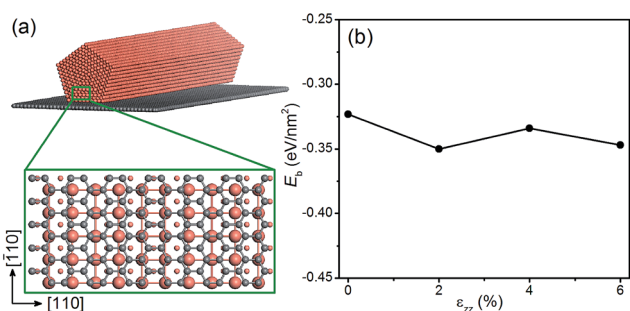 (a)
[1̄10]
[110]
(b)
-0.25
-0.30
-0.35
-0.40
-0.45
E_b (eV/nm²)
0 2 4 6
ε_zz (%)